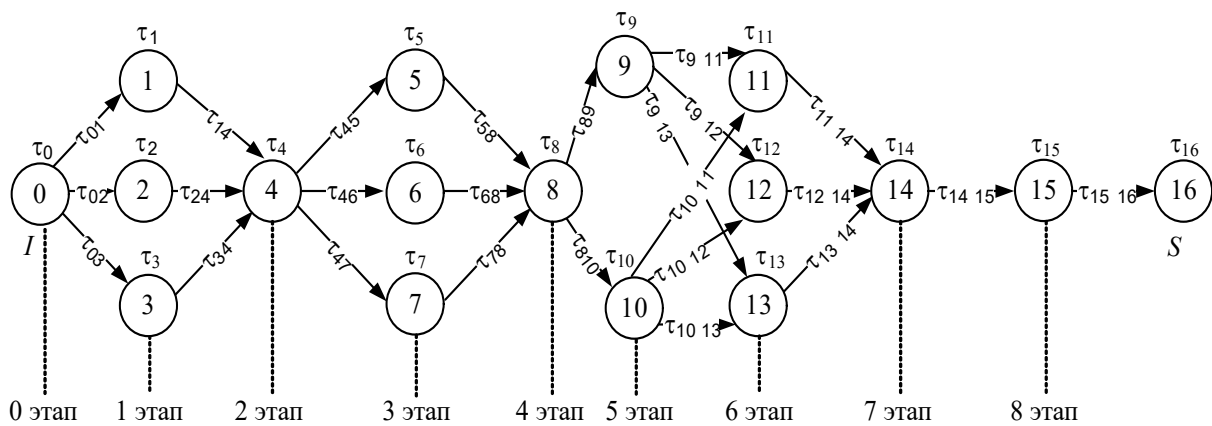 τ₀
0
I
τ₀₁
τ₀₂
τ₀₃
τ₁
1
τ₂
2
τ₃
3
τ₁₄
τ₂₄
τ₃₄
τ₄
4
τ₄₅
τ₄₆
τ₄₇
τ₅
5
τ₆
6
τ₇
7
τ₅₈
τ₆₈
τ₇₈
τ₈
8
τ₈₉
τ₈₁₀
τ₉
9
τ₁₀
10
τ₉ ₁₁
τ₉ ₁₂
τ₉ ₁₃
τ₁₀ ₁₁
τ₁₀ ₁₂
τ₁₀ ₁₃
τ₁₁
11
τ₁₂
12
τ₁₃
13
τ₁₁ ₁₄
τ₁₂ ₁₄
τ₁₃ ₁₄
τ₁₄
14
τ₁₄ ₁₅
τ₁₅
15
τ₁₅ ₁₆
τ₁₆
16
S
0 этап
1 этап
2 этап
3 этап
4 этап
5 этап
6 этап
7 этап
8 этап